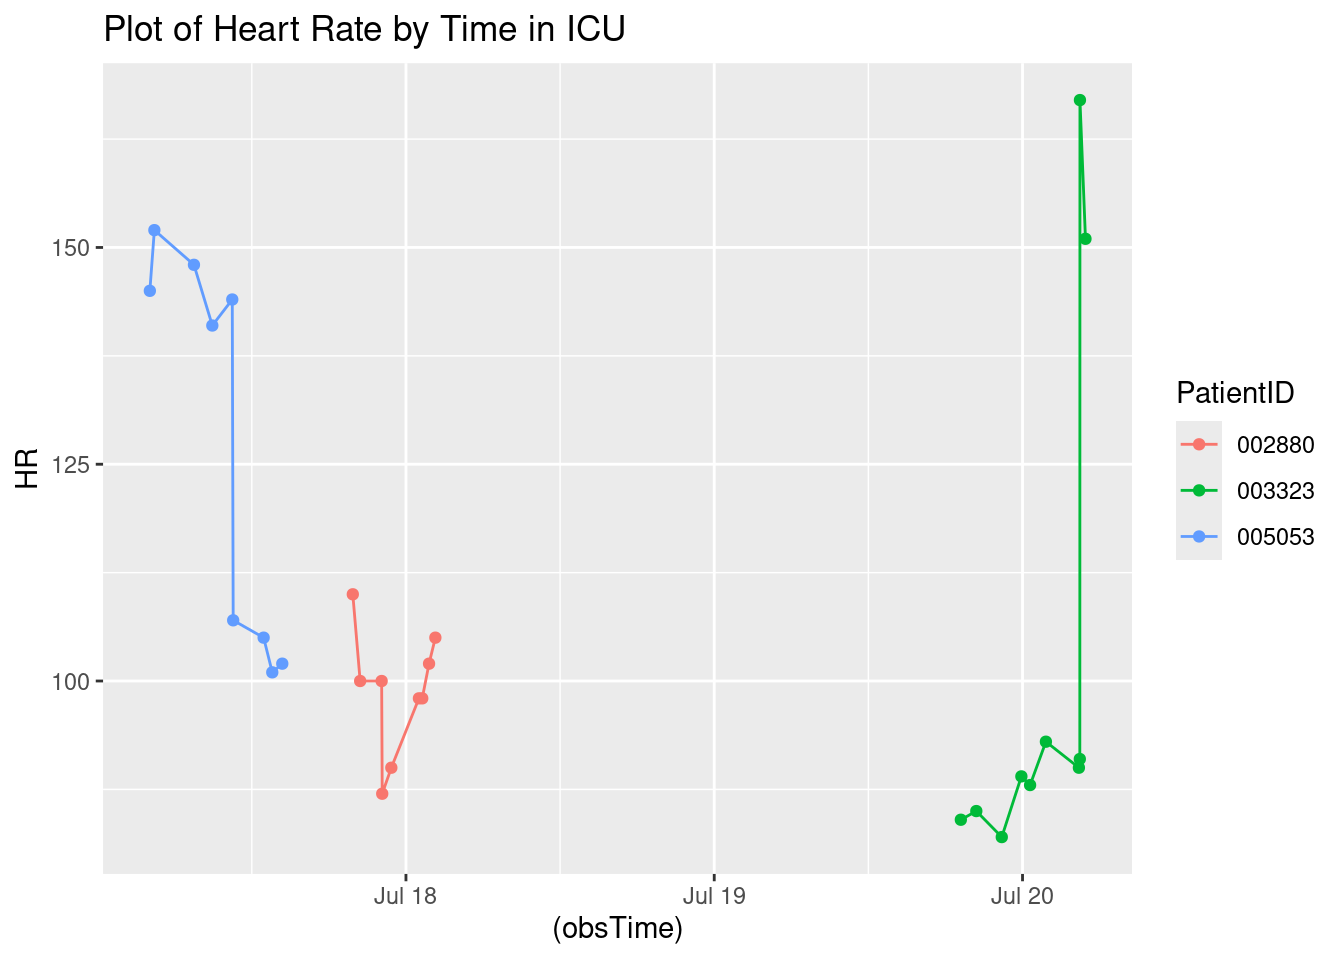 Plot of Heart Rate by Time in ICU
HR
150
125
100
Jul 18
Jul 19
Jul 20
(obsTime)
PatientID
002880
003323
005053